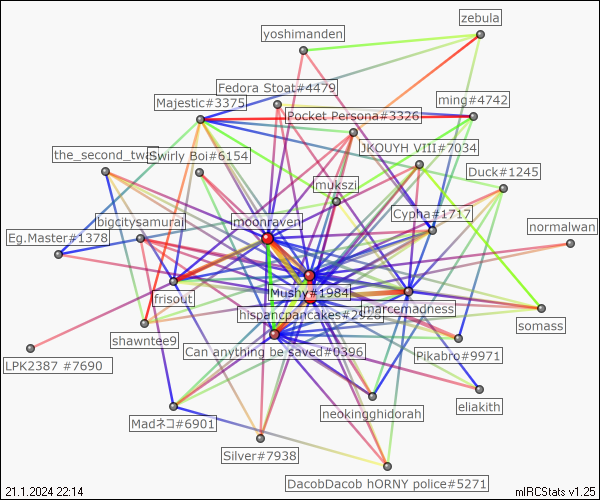 zebula
yoshimanden
Fedora Stoat#4479
Majestic#3375
ming#4742
Pocket Persona#3326
JKOUYH VIII#7034
the_second_twa
Swirly Boi#6154
Duck#1245
mukszi
Cypha#1717
bigcitysamurai
moonraven
normalwan
Eg.Master#1378
Mushy#1984
frisout
hispancpancakes#2926
marcemadness
somass
shawntee9
Can anything be saved#0396
Pikabro#9971
LPK2387 #7690
eliakith
neokingghidorah
Madネコ#6901
Silver#7938
DacobDacob hORNY police#5271
21.1.2024 22:14
mIRCStats v1.25